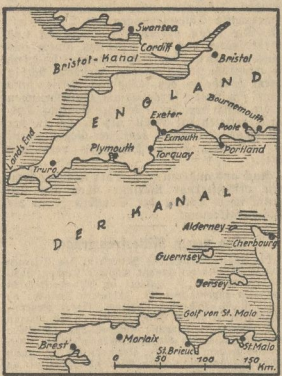 Swansea
Cardiff
Bristol
Bristol-Kanal
ENGLAND
Bournemouth
Exeter
Poole
Exmouth
Lands End
Plymouth
Portland
Truro
Torquay
DER KANAL
Alderney
Cherbourg
Guernsey
Jersey
Golf von St. Malo
Brest
Morlaix
St. Brieuc
St. Malo
0 50 100 150
Km.